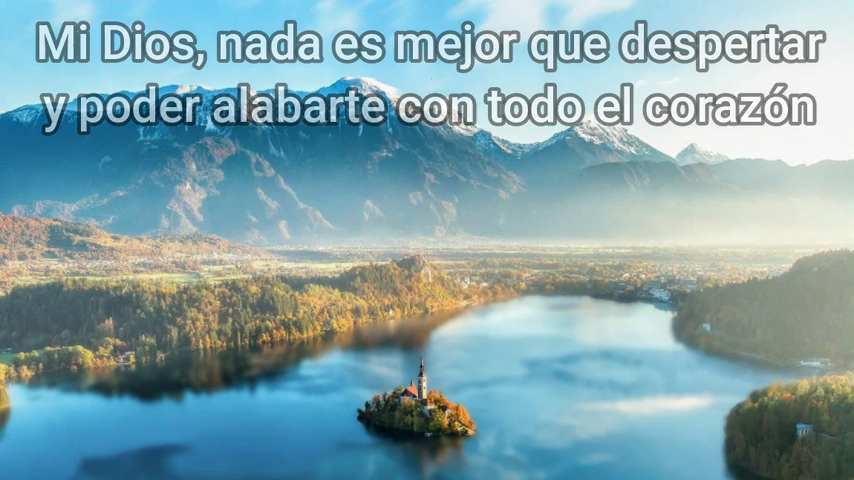 Mi Dios, nada es mejor que despertar
y poder alabarte con todo el corazón